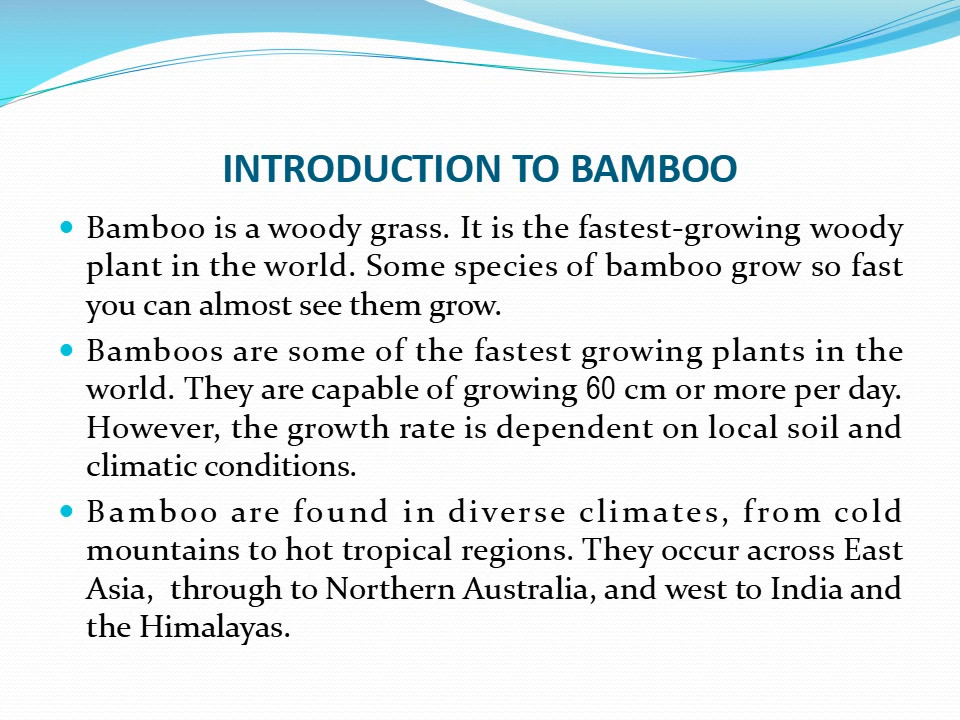 INTRODUCTION TO BAMBOO
• Bamboo is a woody grass. It is the fastest-growing woody
plant in the world. Some species of bamboo grow so fast
you can almost see them grow.
• Bamboos are some of the fastest growing plants in the
world. They are capable of growing 60 cm or more per day.
However, the growth rate is dependent on local soil and
climatic conditions.
• Bamboo are found in diverse climates, from cold
mountains to hot tropical regions. They occur across East
Asia,  through to Northern Australia, and west to India and
the Himalayas.